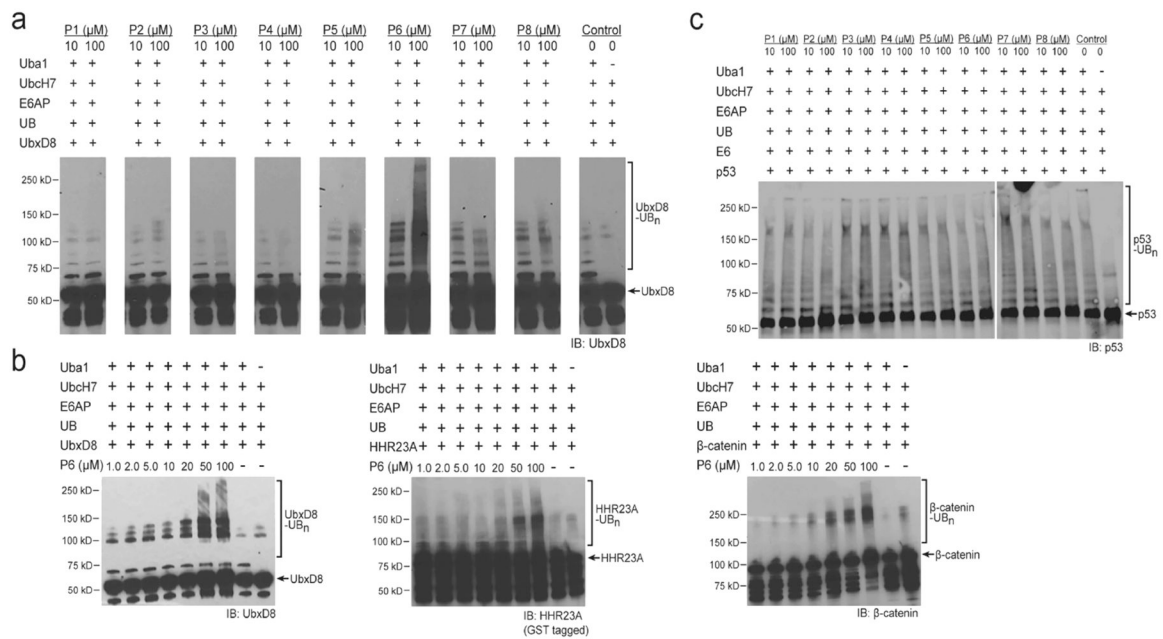 a
P1 (μM) P2 (μM) P3 (μM) P4 (μM) P5 (μM) P6 (μM) P7 (μM) P8 (μM) Control
10 100 10 100 10 100 10 100 10 100 10 100 10 100 10 100 0 0
Uba1 + + + + + + + + + + + + + + + + + -
UbcH7 + + + + + + + + + + + + + + + + + +
E6AP + + + + + + + + + + + + + + + + + +
UB + + + + + + + + + + + + + + + + + +
UbxD8 + + + + + + + + + + + + + + + + + +
250 kD
150 kD
100 kD
75 kD
50 kD
UbxD8
-UBn
UbxD8
IB: UbxD8
c
P1 (μM) P2 (μM) P3 (μM) P4 (μM) P5 (μM) P6 (μM) P7 (μM) P8 (μM) Control
10 100 10 100 10 100 10 100 10 100 10 100 10 100 10 100 0 0
Uba1 + + + + + + + + + + + + + + + + + -
UbcH7 + + + + + + + + + + + + + + + + + +
E6AP + + + + + + + + + + + + + + + + + +
UB + + + + + + + + + + + + + + + + + +
E6 + + + + + + + + + + + + + + + + + +
p53 + + + + + + + + + + + + + + + + + +
250 kD
150 kD
100 kD
75 kD
50 kD
p53
-UBn
p53
IB: p53
b
Uba1 + + + + + + + + -
UbcH7 + + + + + + + + +
E6AP + + + + + + + + +
UB + + + + + + + + +
UbxD8 + + + + + + + + +
P6 (μM) 1.0 2.0 5.0 10 20 50 100 - -
250 kD
150 kD
100 kD
75 kD
50 kD
UbxD8
-UBn
UbxD8
IB: UbxD8
Uba1 + + + + + + + + -
UbcH7 + + + + + + + + +
E6AP + + + + + + + + +
UB + + + + + + + + +
HHR23A + + + + + + + + +
P6 (μM) 1.0 2.0 5.0 10 20 50 100 - -
250 kD
150 kD
100 kD
75 kD
50 kD
HHR23A
-UBn
HHR23A
IB: HHR23A
(GST tagged)
Uba1 + + + + + + + + -
UbcH7 + + + + + + + + +
E6AP + + + + + + + + +
UB + + + + + + + + +
β-catenin + + + + + + + + +
P6 (μM) 1.0 2.0 5.0 10 20 50 100 - -
250 kD
150 kD
100 kD
75 kD
β-catenin
-UBn
β-catenin
IB: β-catenin